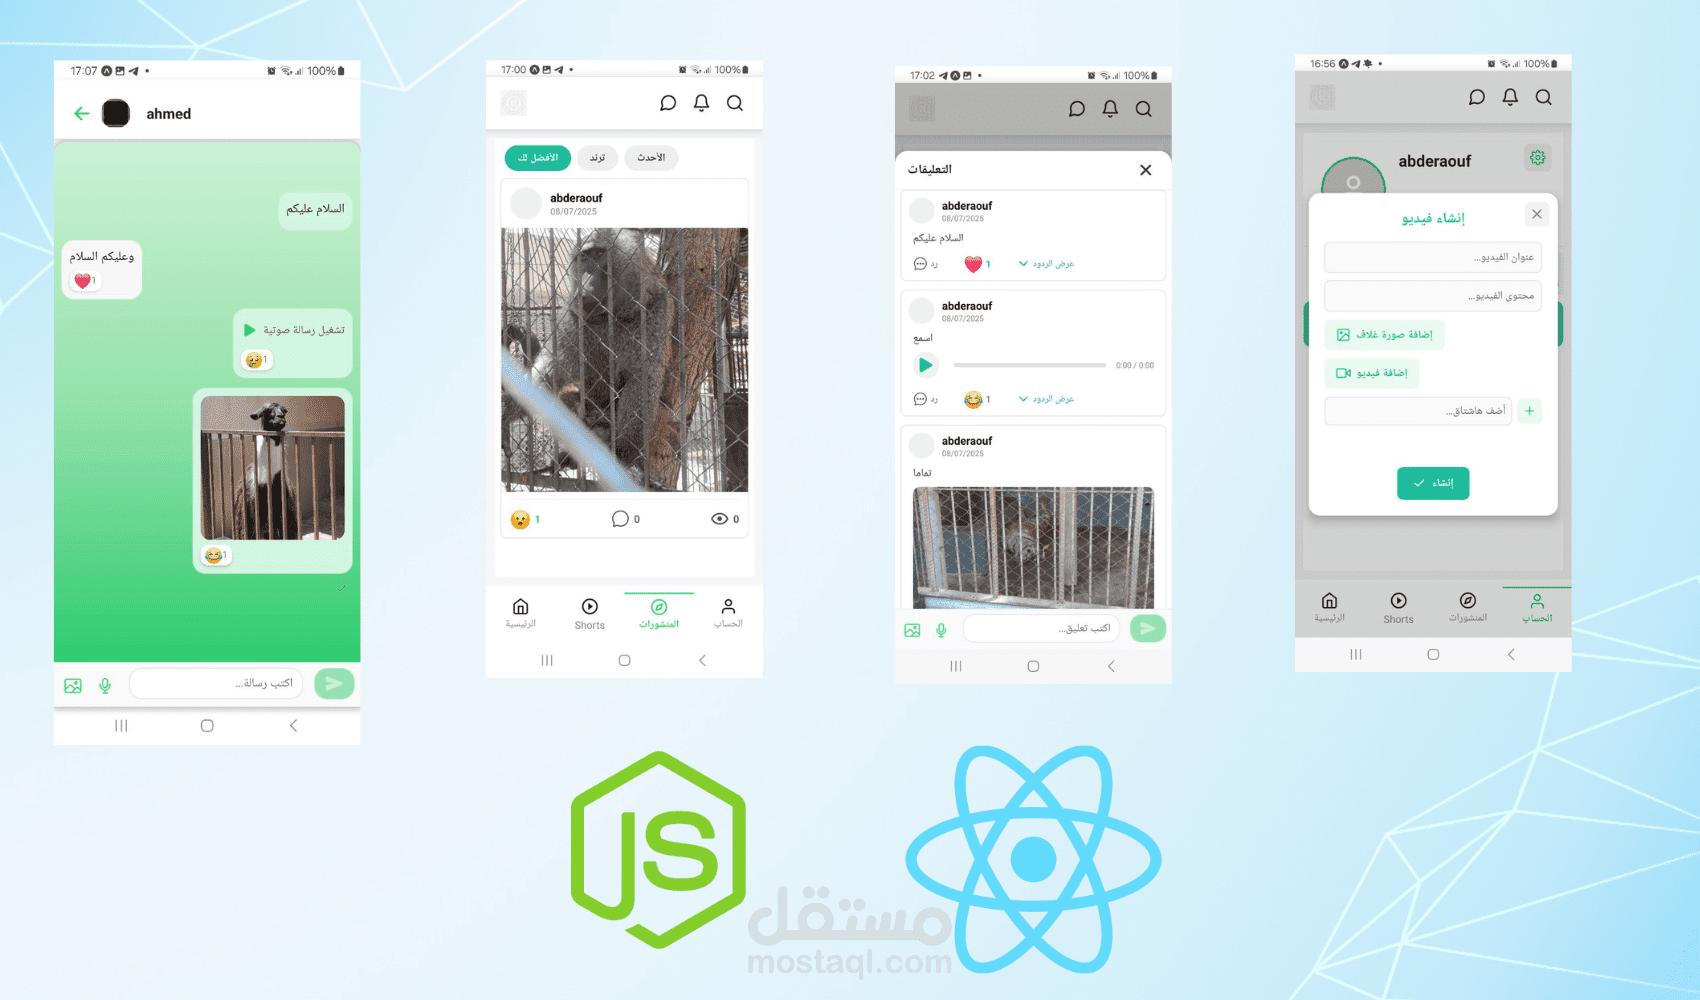 17:07
100%
ahmed
السلام عليكم
وعليكم السلام
1
تشغيل رسالة صوتية
1
1
اكتب رسالة...
17:00
100%
الأفضل لك
ترند
الأحدث
abderaouf
08/07/2025
1
0
0
الرئيسية
Shorts
المنشورات
الحساب
17:02
100%
التعليقات
abderaouf
08/07/2025
السلام عليكم
رد
1
عرض الردود
abderaouf
08/07/2025
اسمع
0:00 / 0:00
رد
1
عرض الردود
abderaouf
08/07/2025
تماما
اكتب تعليق...
16:56
100%
abderaouf
إنشاء فيديو
عنوان الفيديو...
محتوى الفيديو...
إضافة صورة غلاف
إضافة فيديو
أضف هاشتاق...
إنشاء
الرئيسية
Shorts
المنشورات
الحساب
JS
مستقل
mostaql.com